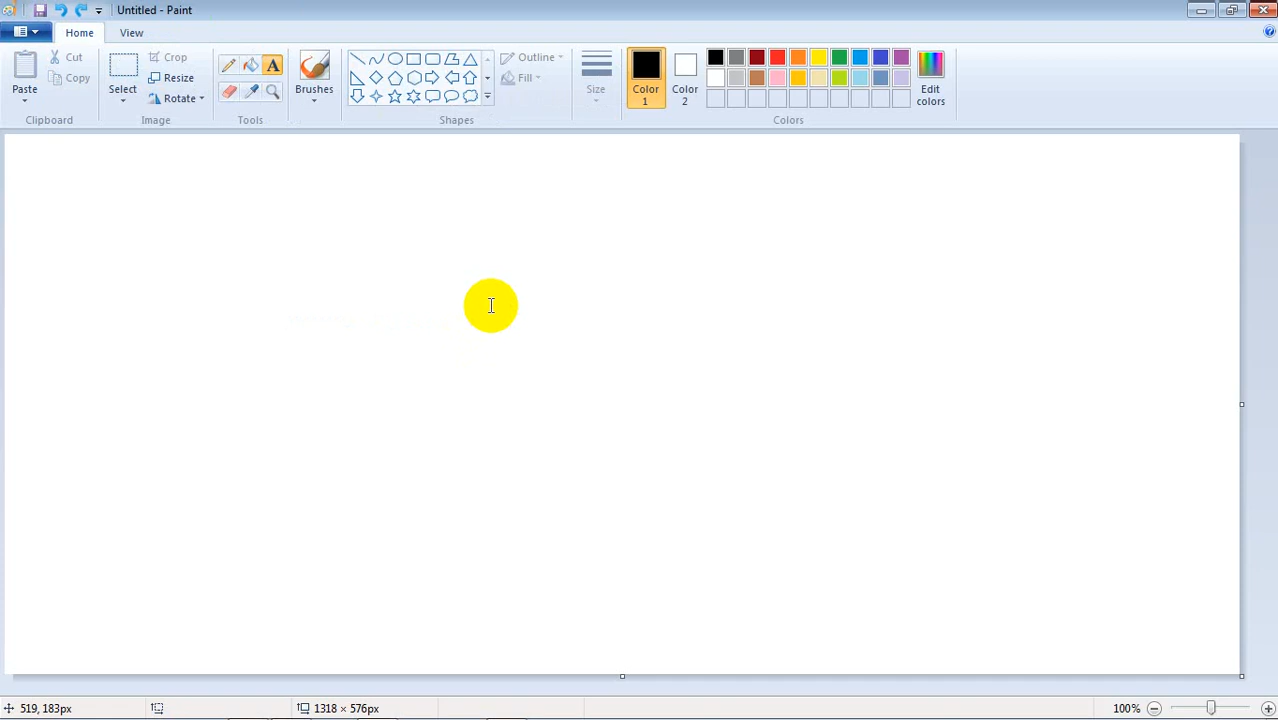 Untitled - Paint
Home View
Paste
Cut
Copy
Clipboard
Select
Crop
Resize
Rotate
Image
A
Tools
Brushes
Shapes
Outline
Fill
Size
Color
1
Color
2
Edit
colors
Colors
519, 183px
1318 × 576px
100%